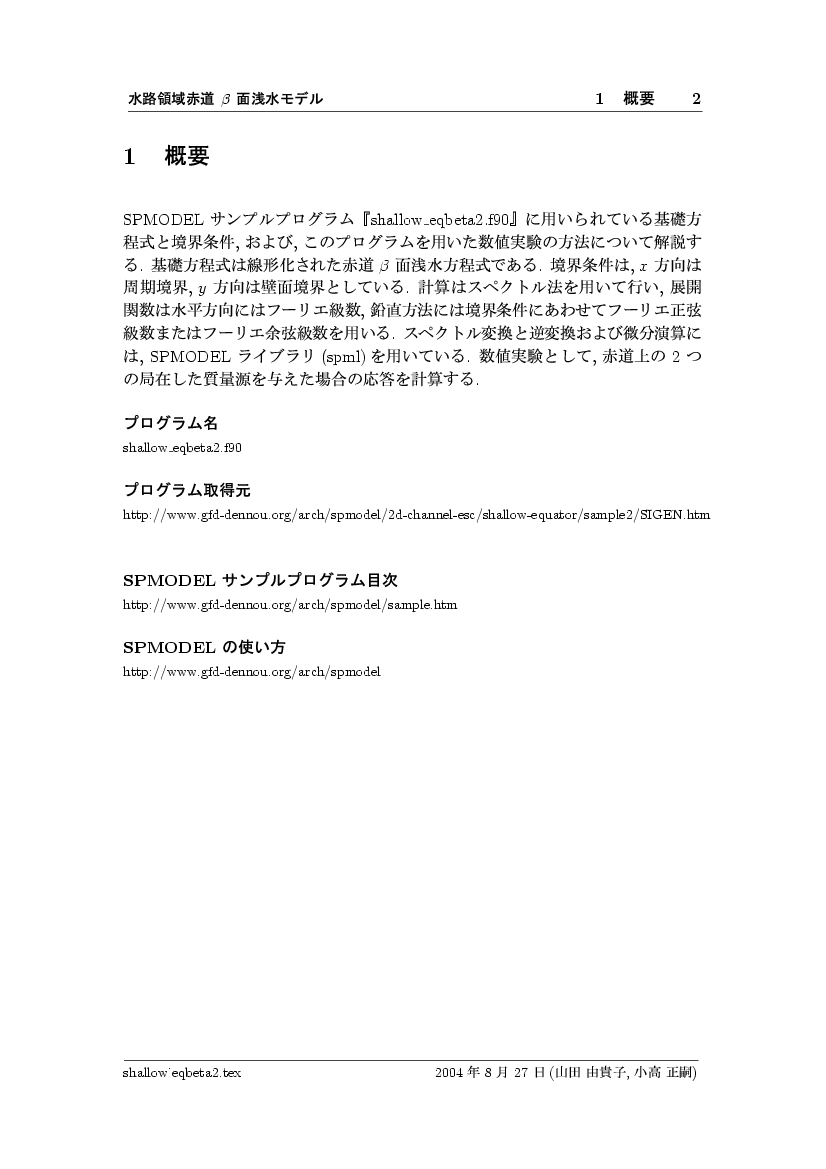 水路領域赤道 β 面浅水モデル 1 概要 2
1 概要
SPMODEL サンプルプログラム『shallow_eqbeta2.f90』に用いられている基礎方
程式と境界条件, および, このプログラムを用いた数値実験の方法について解説す
る. 基礎方程式は線形化された赤道 β 面浅水方程式である. 境界条件は, x 方向は
周期境界, y 方向は壁面境界としている. 計算はスペクトル法を用いて行い, 展開
関数は水平方向にはフーリエ級数, 鉛直方法には境界条件にあわせてフーリエ正弦
級数またはフーリエ余弦級数を用いる. スペクトル変換と逆変換および微分演算に
は, SPMODEL ライブラリ (spml) を用いている. 数値実験として, 赤道上の 2 つ
の局在した質量源を与えた場合の応答を計算する.
プログラム名
shallow_eqbeta2.f90
プログラム取得元
http://www.gfd-dennou.org/arch/spmodel/2d-channel-esc/shallow-equator/sample2/SIGEN.htm
SPMODEL サンプルプログラム目次
http://www.gfd-dennou.org/arch/spmodel/sample.htm
SPMODEL の使い方
http://www.gfd-dennou.org/arch/spmodel
shallow˙eqbeta2.tex 2004 年 8 月 27 日 (山田 由貴子, 小高 正嗣)